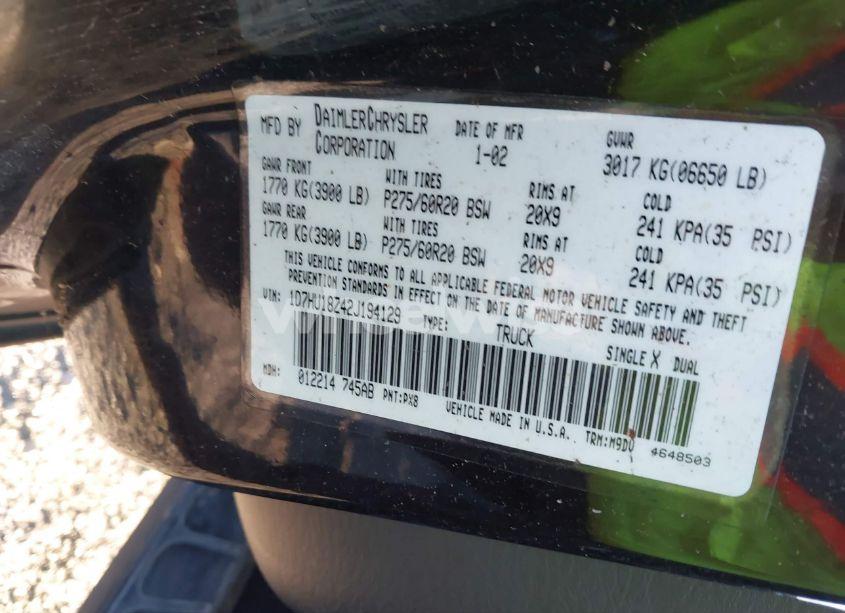 MFD BY DAIMLERCHRYSLER CORPORATION DATE OF MFR 1-02 GVWR 3017 KG(06650 LB)
GAWR FRONT WITH TIRES RIMS AT COLD
1770 KG(3900 LB) P275/60R20 BSW 20X9 241 KPA(35 PSI)
GAWR REAR WITH TIRES RIMS AT COLD
1770 KG(3900 LB) P275/60R20 BSW 20X9 241 KPA(35 PSI)
THIS VEHICLE CONFORMS TO ALL APPLICABLE FEDERAL MOTOR VEHICLE SAFETY AND THEFT
PREVENTION STANDARDS IN EFFECT ON THE DATE OF MANUFACTURE SHOWN ABOVE.
VIN: 1D7HU18Z42J194129 TYPE: TRUCK SINGLE X DUAL
MDH: 012214 745AB PNT:PX8 VEHICLE MADE IN U.S.A. TRM:M9DV 4648503